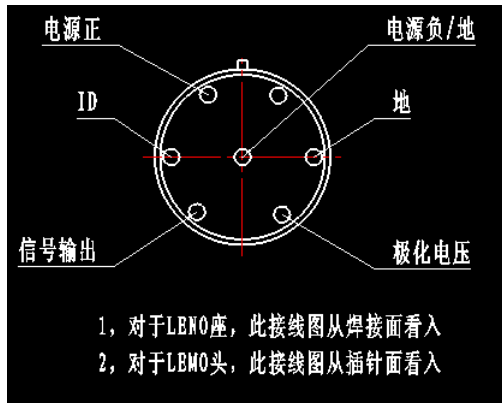 电源正
电源负/地
ID
地
信号输出
极化电压
1, 对于LENO座, 此接线图从焊接面看入
2, 对于LEMO头, 此接线图从插针面看入